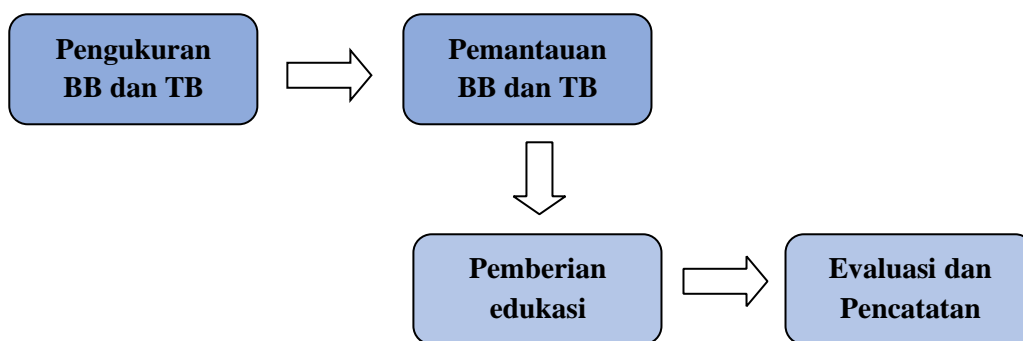 Pengukuran
BB dan TB
Pemantauan
BB dan TB
Pemberian
edukasi
Evaluasi dan
Pencatatan